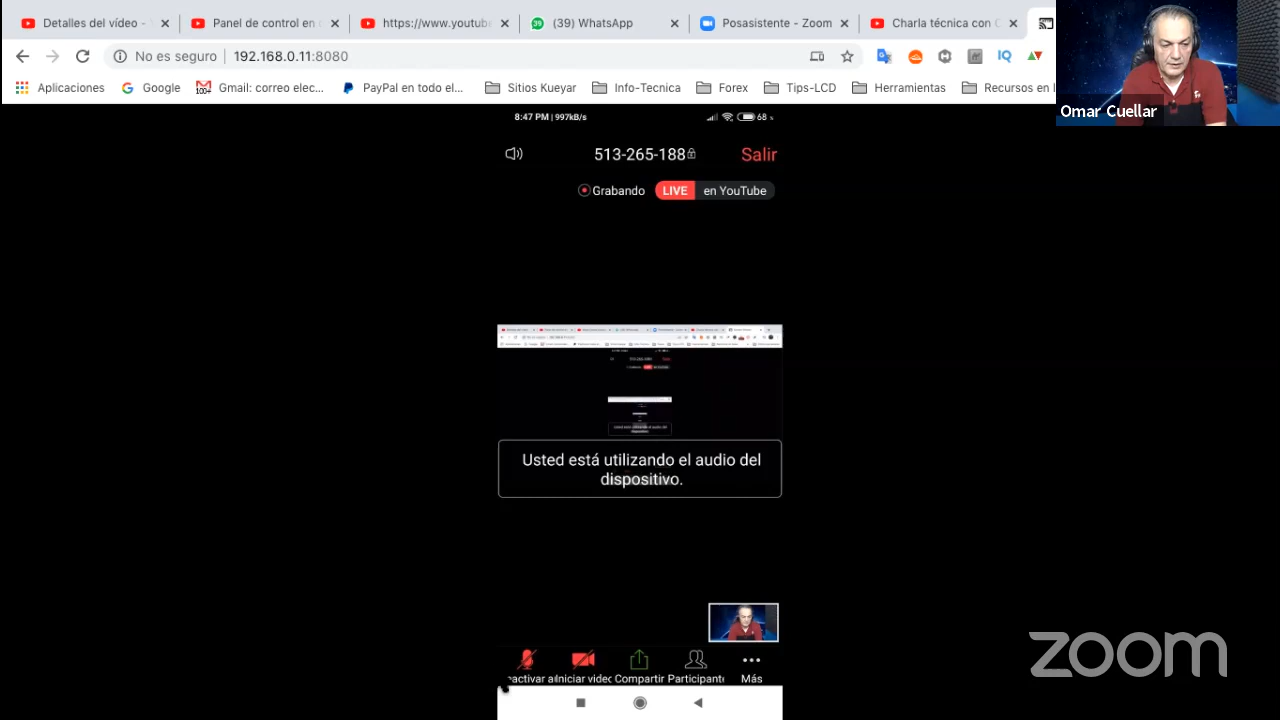 Detalles del vídeo -
Panel de control en
https://www.youtube
(39) WhatsApp
Posasistente - Zoom
Charla técnica con
No es seguro | 192.168.0.11:8080
Aplicaciones
Google
Gmail: correo elec...
PayPal en todo el...
Sitios Kueyar
Info-Tecnica
Forex
Tips-LCD
Herramientas
Recursos en
Omar Cuellar
8:47 PM | 997kB/s
68
513-265-188
Salir
Grabando
LIVE en YouTube
Usted está utilizando el audio del
dispositivo.
Compartir
Participante
Más
zoom